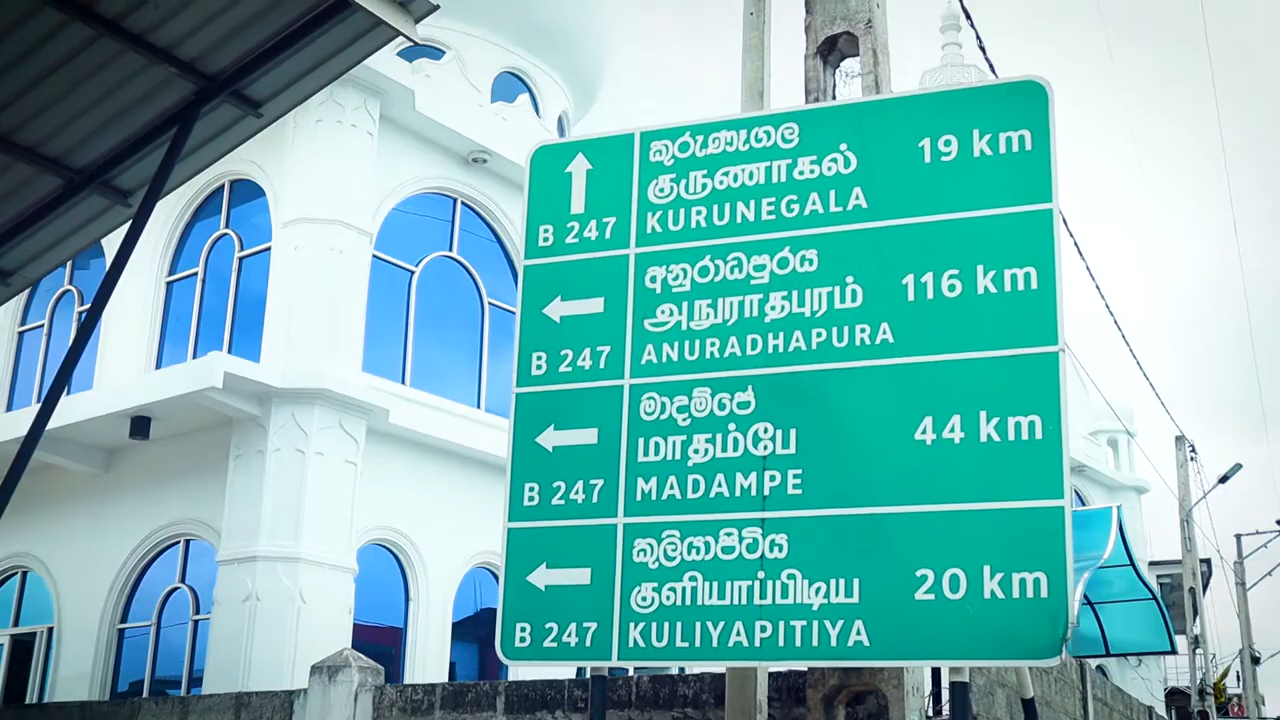 කුරුණෑගල
குருணாகல்
KURUNEGALA
19 km
B 247
අනුරාධපුරය
அநுராதபுரம்
ANURADHAPURA
116 km
B 247
මාදම්පේ
மாதம்பே
MADAMPE
44 km
B 247
කුලියාපිටිය
குளியாப்பிடிய
KULIYAPITIYA
20 km
B 247